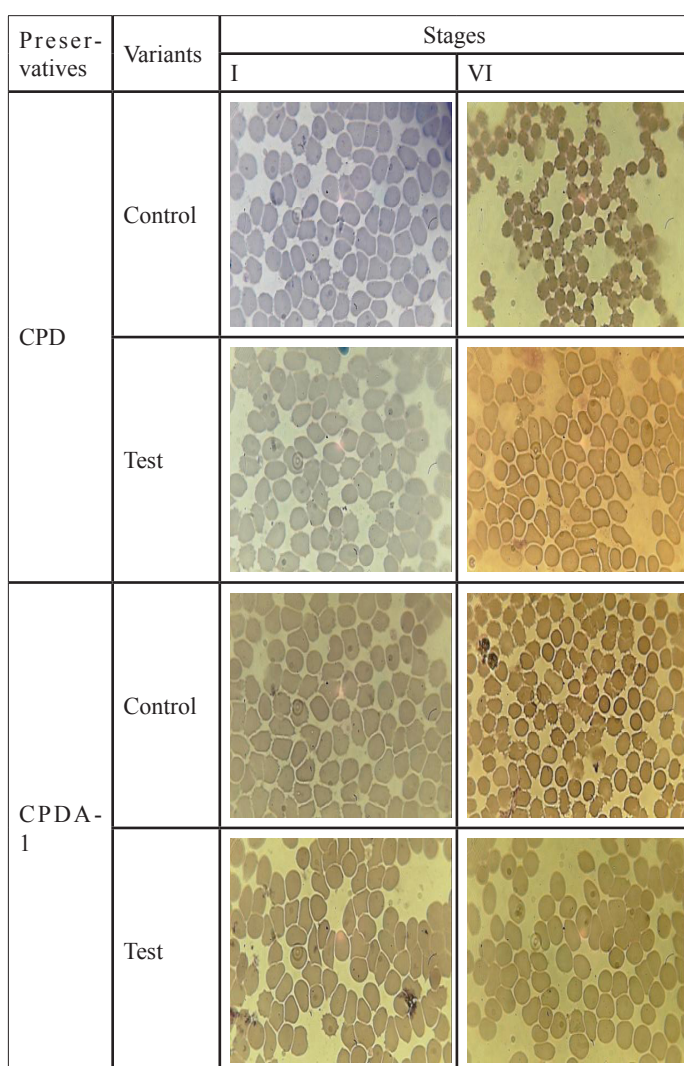 Preser-
vatives
Variants
Stages
I
VI
CPD
Control
Test
CPDA-
1
Control
Test